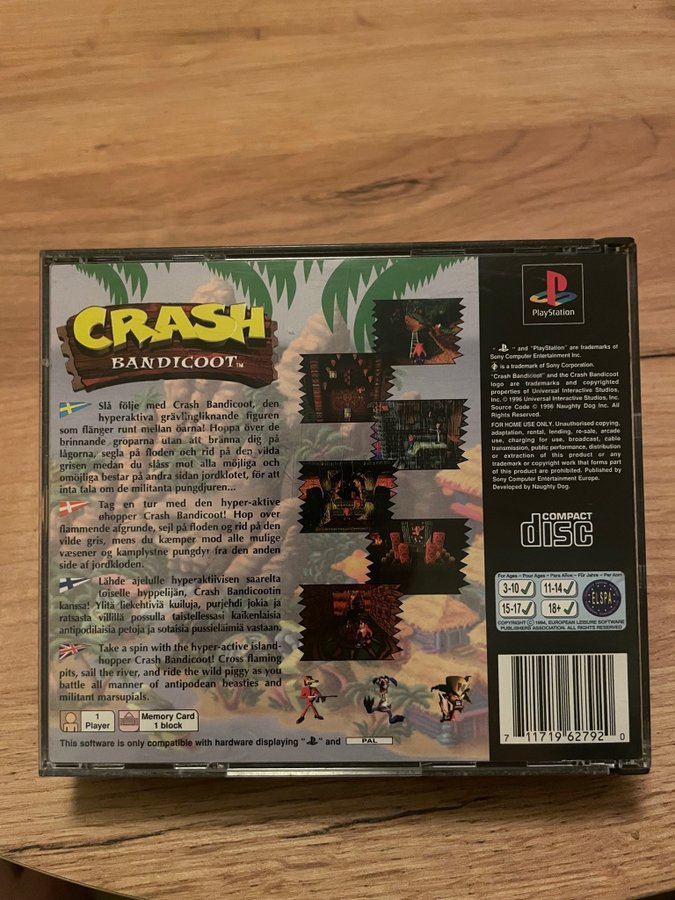 CRASH
BANDICOOT™
Slå följe med Crash Bandicoot, den
hyperaktiva grävlingliknande figuren
som flänger runt mellan öarna! Hoppa över de
brinnande groparna utan att bränna dig på
lågorna, segla på floden och rid på den vilda
grisen medan du slåss mot alla möjliga och
omöjliga bestar på andra sidan jordklotet, för att
inta tala om de militanta pungdjuren...
Tag en tur med den hyper-aktive
øhopper Crash Bandicoot! Hop over
flammende afgrunde, sejl på floden og rid på den
vilde gris, mens du kæmper mod alle mulige
væsener og kamplystne pungdyr fra den anden
side af jordkloden.
Lähde ajelulle hyperaktiivisen saarelta
toiselle hyppelijän, Crash Bandicootin
kanssa! Ylitä liekehtiviä kuiluja, purjehdi jokia ja
ratsasta villillä possulla taistellessasi kaikenlaisia
antipodilaisia petoja ja sotaisia pussieläimiä vastaan.
Take a spin with the hyper-active island-
hopper Crash Bandicoot! Cross flaming
pits, sail the river, and ride the wild piggy as you
battle all manner of antipodean beasties and
militant marsupials.
1
Player
Memory Card
1 block
This software is only compatible with hardware displaying " " and PAL
PlayStation
" " and "PlayStation" are trademarks of
Sony Computer Entertainment Inc.
is a trademark of Sony Corporation.
"Crash Bandicoot" and the Crash Bandicoot
logo are trademarks and copyrighted
properties of Universal Interactive Studios,
Inc. © 1996 Universal Interactive Studios, Inc.
Source Code © 1996 Naughty Dog Inc. All
Rights Reserved.
FOR HOME USE ONLY. Unauthorised copying,
adaptation, rental, lending, re-sale, arcade
use, charging for use, broadcast, cable
transmission, public performance, distribution
or extraction of this product or any
trademark or copyright work that forms part
of this product are prohibited. Published by
Sony Computer Entertainment Europe.
Developed by Naughty Dog.
COMPACT
disc
For Ages - Pour Ages - Para Años - Für Jahre - Per Anni
3-10 ✓ 11-14 ✓
15-17 ✓ 18+ ✓
ELSPA
COPYRIGHT © 1994, EUROPEAN LEISURE SOFTWARE
PUBLISHERS ASSOCIATION. ALL RIGHTS RESERVED
7 11719 62792 0